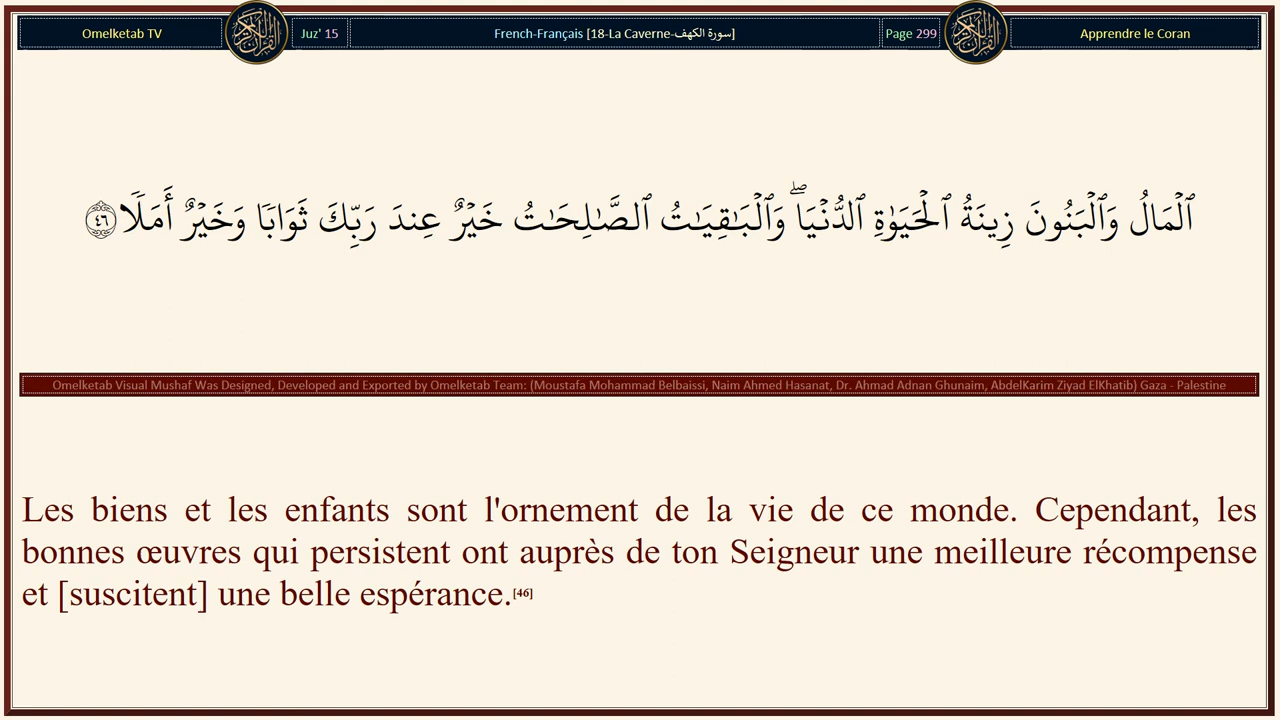 Omelketab TV
Juz' 15
French-Français [18-La Caverne-سورة الكهف]
Page 299
Apprendre le Coran
ٱلۡمَالُ وَٱلۡبَنُونَ زِينَةُ ٱلۡحَيَوٰةِ ٱلدُّنۡيَاۖ وَٱلۡبَٰقِيَٰتُ ٱلصَّٰلِحَٰتُ خَيۡرٌ عِندَ رَبِّكَ ثَوَابٗا وَخَيۡرٌ أَمَلٗا ٤٦
Omelketab Visual Mushaf Was Designed, Developed and Exported by Omelketab Team: (Moustafa Mohammad Belbaissi, Naim Ahmed Hasanat, Dr. Ahmad Adnan Ghunaim, AbdelKarim Ziyad ElKhatib) Gaza - Palestine
Les biens et les enfants sont l'ornement de la vie de ce monde. Cependant, les
bonnes œuvres qui persistent ont auprès de ton Seigneur une meilleure récompense
et [suscitent] une belle espérance.[46]